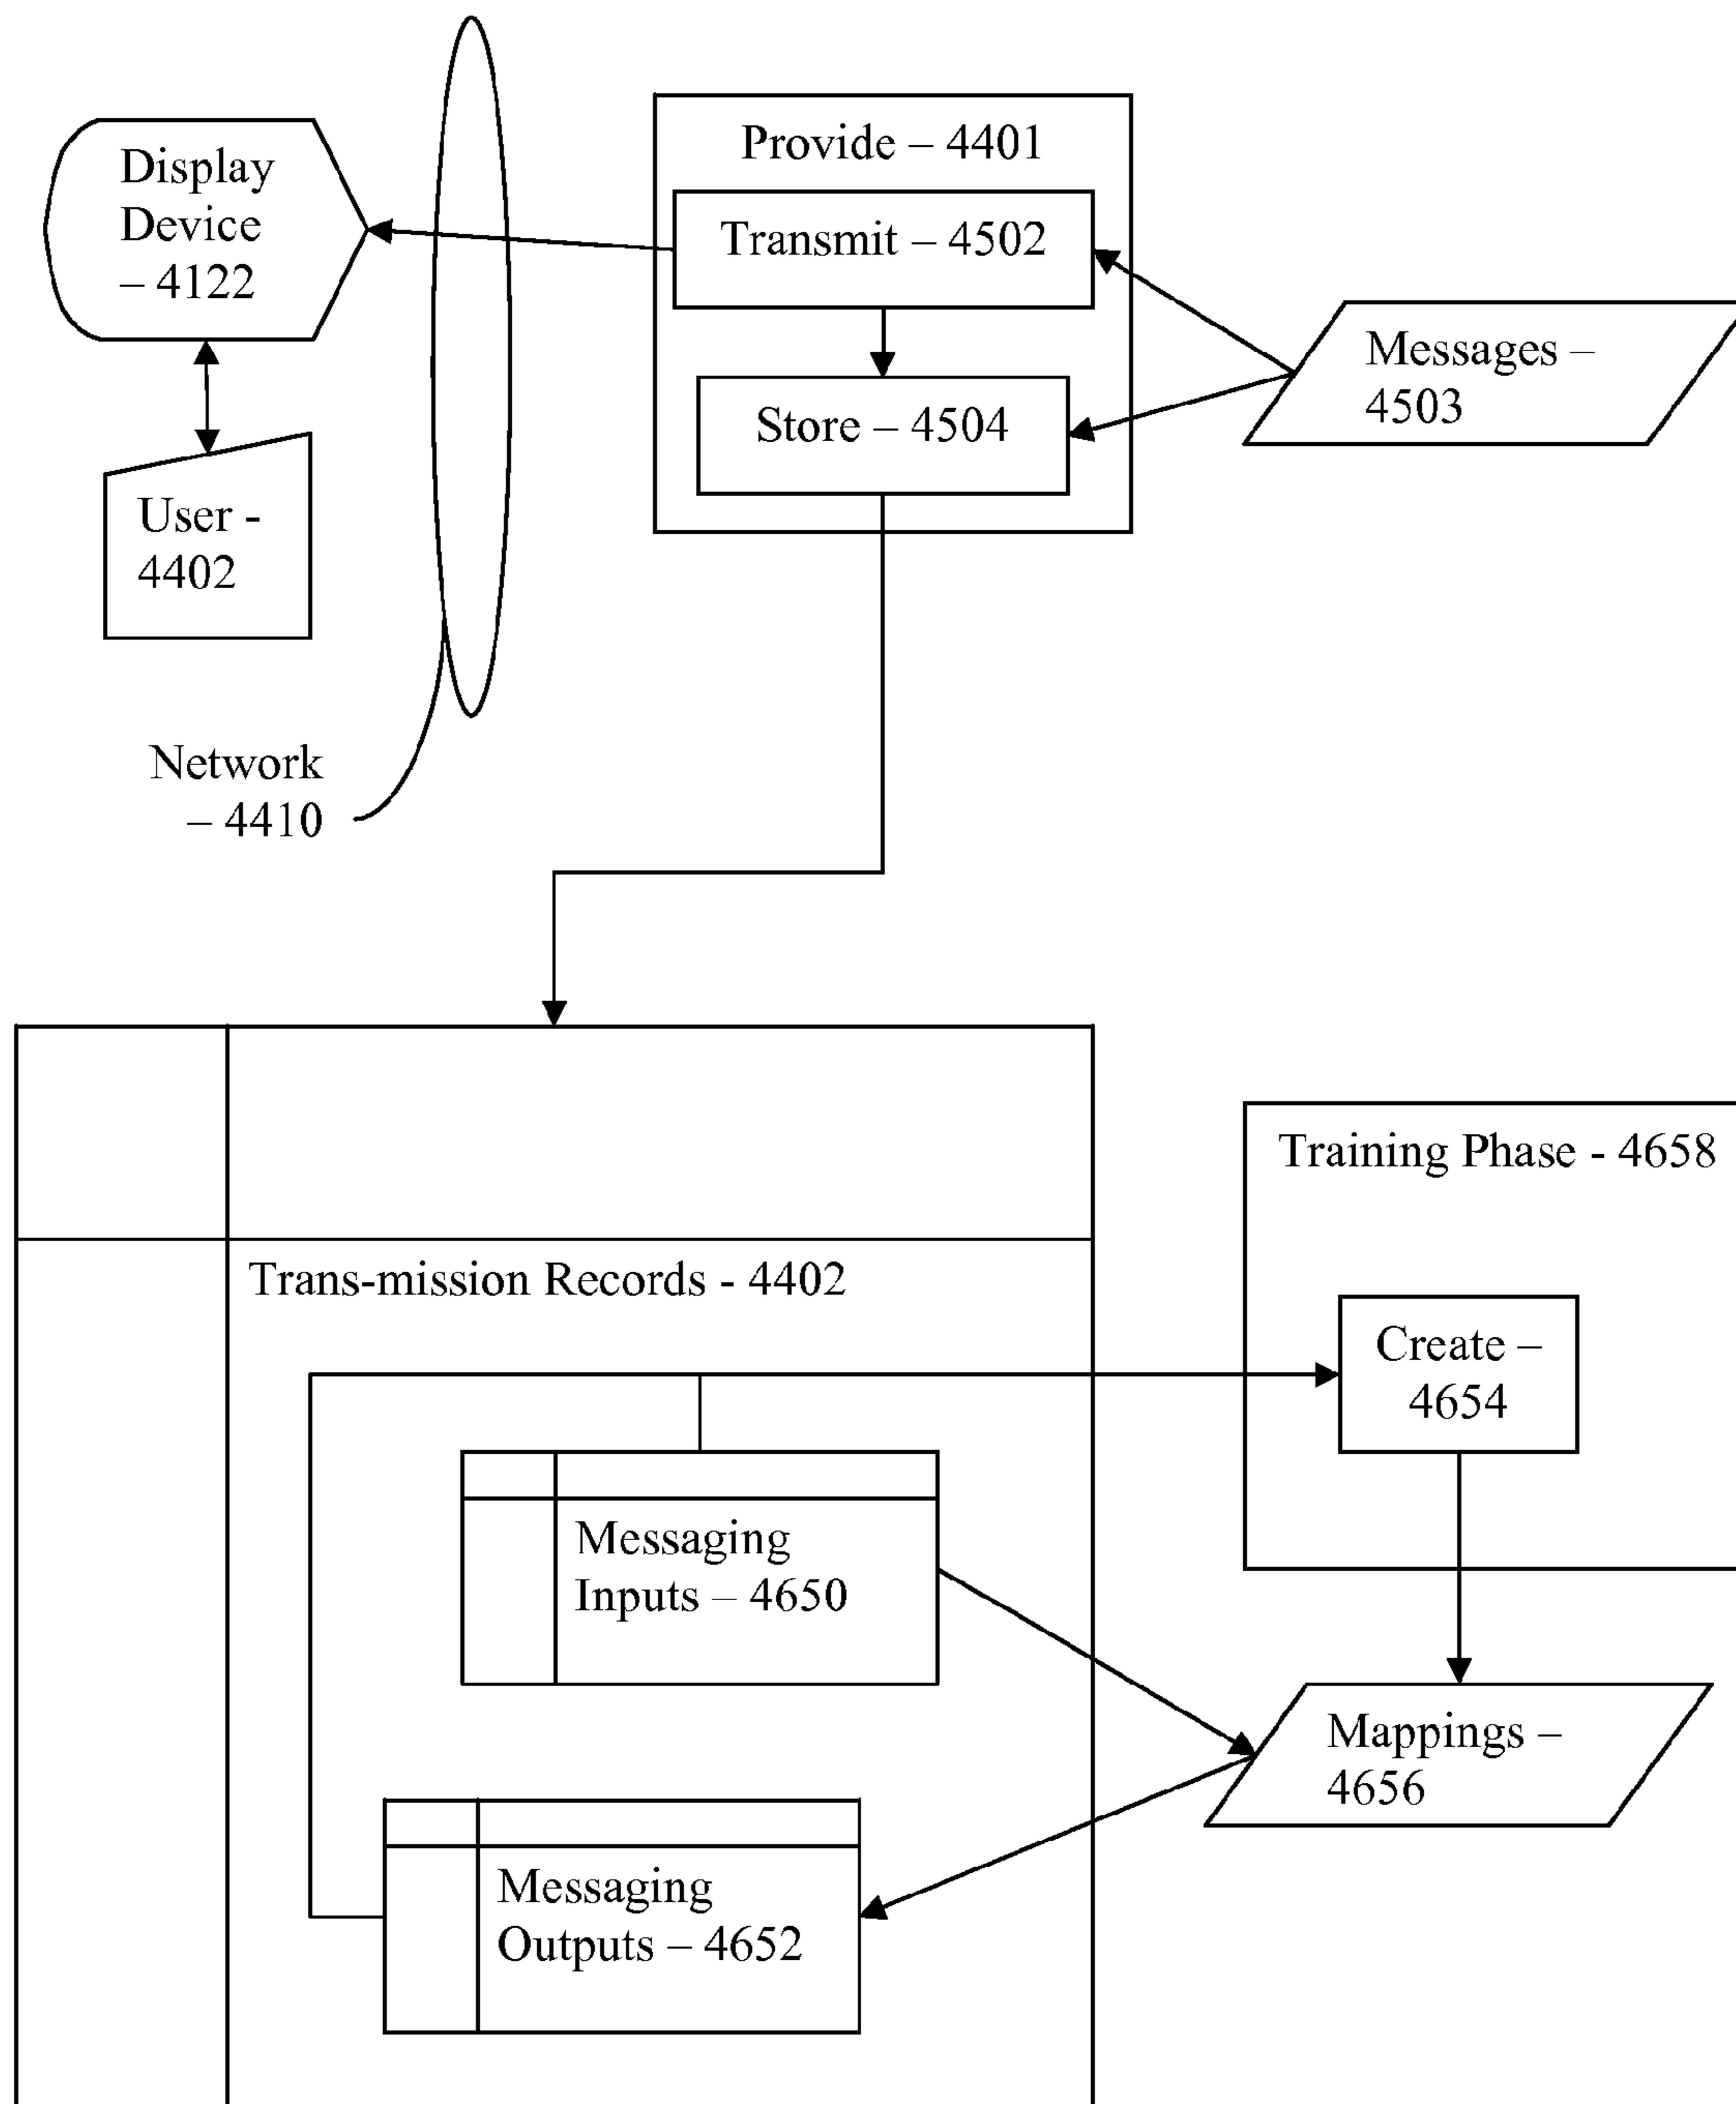 Provide – 4401
Display
Device
– 4122
Transmit – 4502
Messages –
4503
Store – 4504
User -
4402
Network
– 4410
Training Phase - 4658
Trans-mission Records - 4402
Create –
4654
Messaging
Inputs – 4650
Mappings –
4656
Messaging
Outputs – 4652